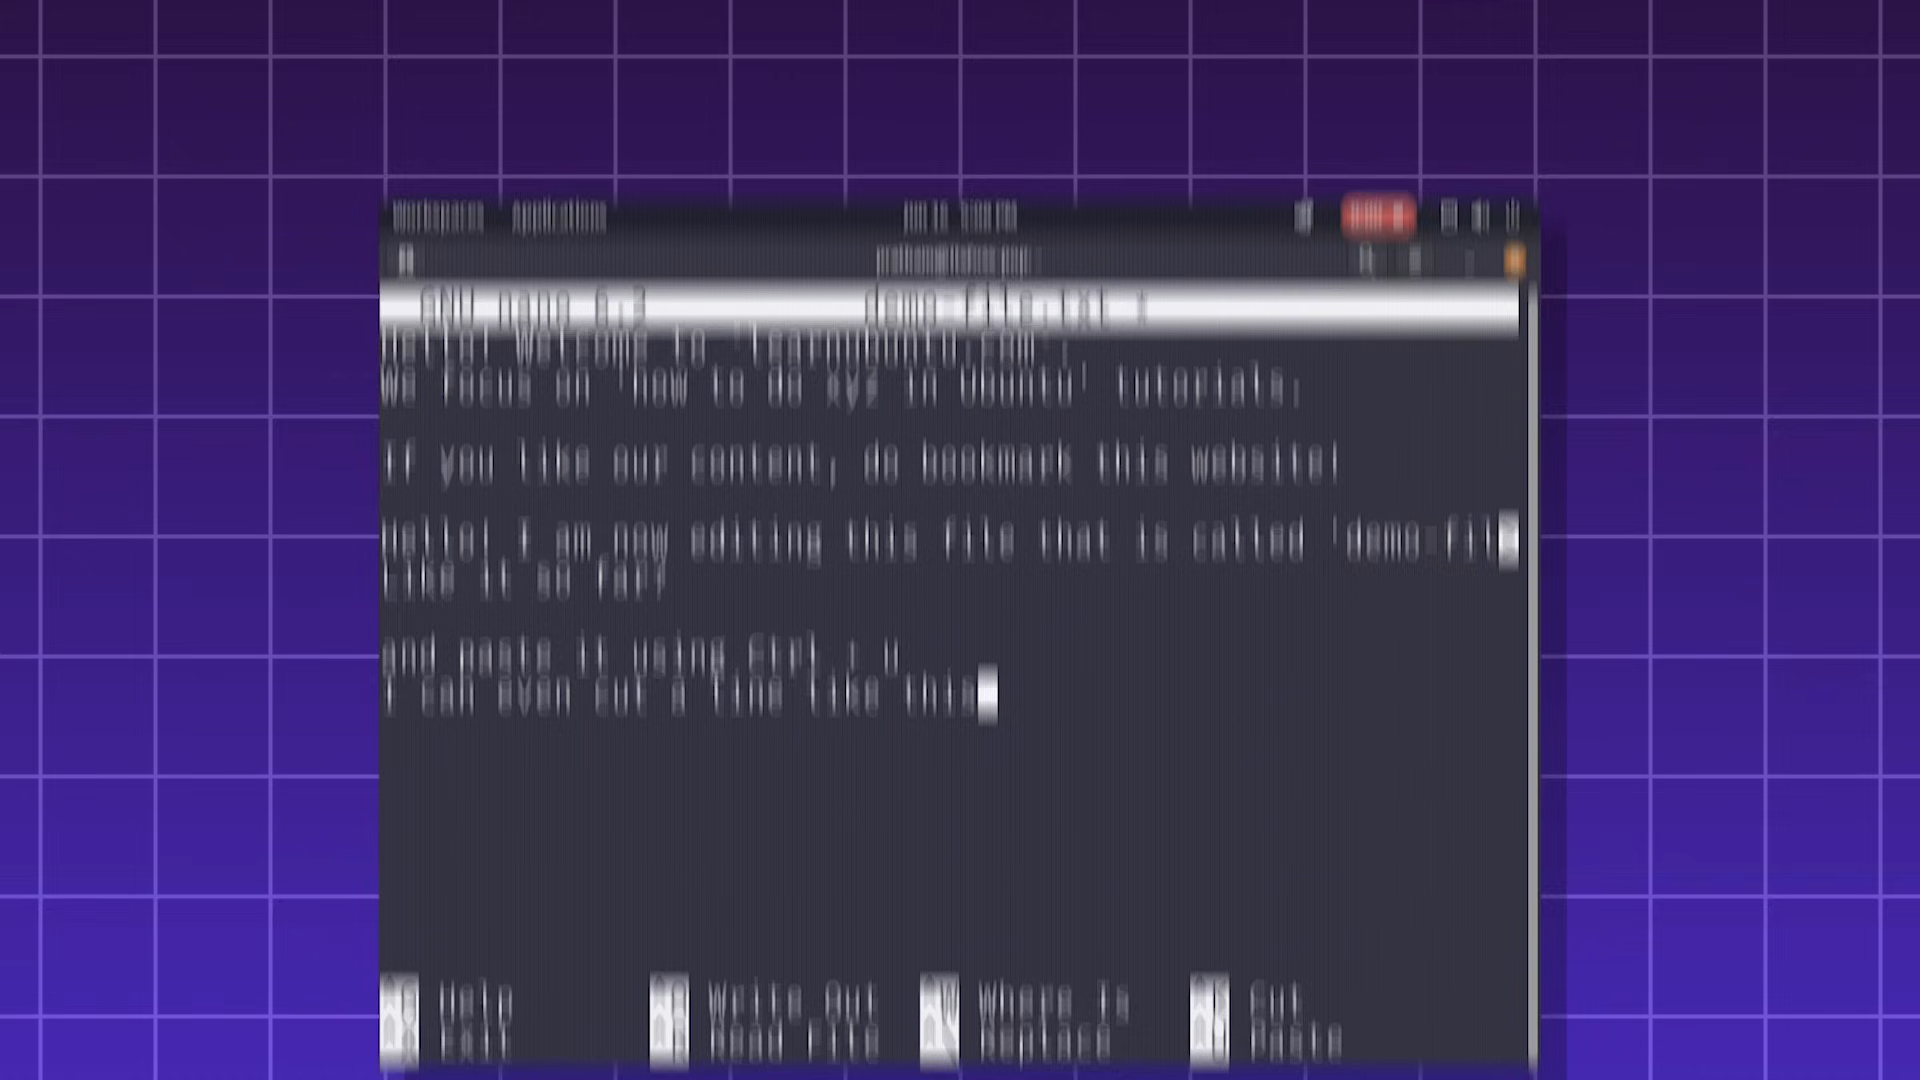 Workspaces Applications
GNU nano 6.3 demo-file.txt *
Hello! Welcome to 'learnubuntu.com'.
We focus on 'how to do xyz in Ubuntu' tutorials.
If you like our content, do bookmark this website!
Hello! I am now editing this file that is called 'demo-fil
like it so far?
and paste it using Ctrl + U
I can even cut a line like this
^G Help ^O Write Out ^W Where Is ^K Cut
^X Exit ^R Read File ^\ Replace ^U Paste